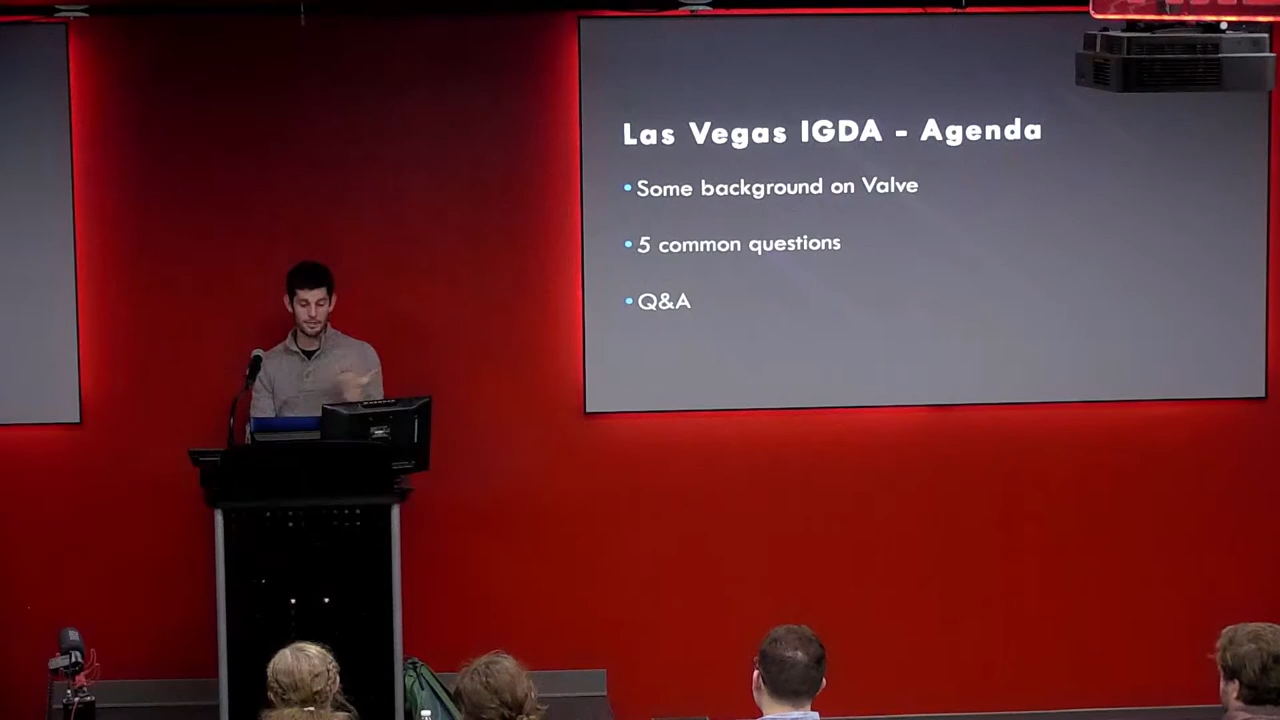 Las Vegas IGDA - Agenda
•Some background on Valve
•5 common questions
•Q&A